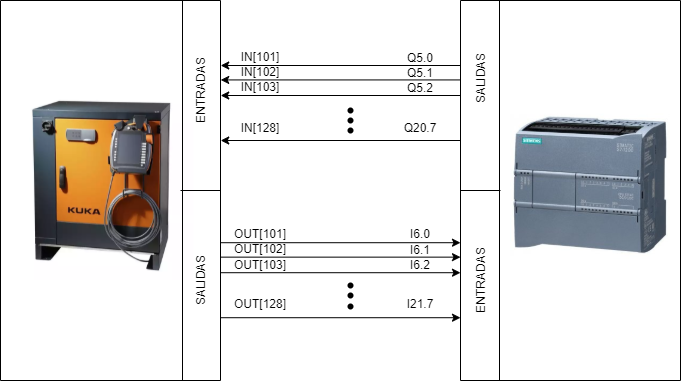 ENTRADAS
IN[101] Q5.0
IN[102] Q5.1
IN[103] Q5.2
IN[128] Q20.7
SALIDAS
KUKA
SIEMENS
SALIDAS
OUT[101] I6.0
OUT[102] I6.1
OUT[103] I6.2
OUT[128] I21.7
ENTRADAS